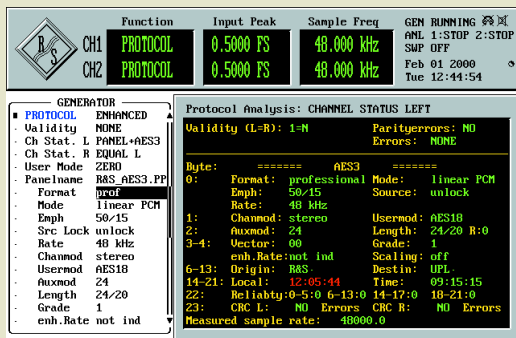 Function Input Peak Sample Freq GEN RUNNING
R S CH1 PROTOCOL 0.5000 FS 48.000 kHz ANL 1:STOP 2:STOP
SWP OFF
CH2 PROTOCOL 0.5000 FS 48.000 kHz Feb 01 2000
Tue 12:44:54
GENERATOR
PROTOCOL ENHANCED
Validity NONE
Ch Stat. L PANEL+AES3
Ch Stat. R EQUAL L
User Mode ZERO
Panelname R&S_AES3.PP
Format prof
Mode linear PCM
Emph 50/15
Src Lock unlock
Rate 48 kHz
Chanmod stereo
Usermod AES18
Auxmod 24
Length 24/20
Grade 1
enh.Rate not ind
Protocol Analysis: CHANNEL STATUS LEFT
Validity (L=R): 1=N Parityerrors: NO
Errors: NONE
Byte: ======= AES3 =======
0: Format: professional Mode: linear PCM
Emph: 50/15 Source: unlock
Rate: 48 kHz
1: Chanmod: stereo Usermod: AES18
2: Auxmod: 24 Length: 24/20 R:0
3-4: Vector: 00 Grade: 1
enh.Rate:not ind Scaling: off
6-13: Origin: R&S· Destin: UPL·
14-21: Local: 12:05:44 Time: 09:15:15
22: Reliabty:0-5:0 6-13:0 14-17:0 18-21:0
23: CRC L: NO Errors CRC R: NO Errors
Measured sample rate: 48000.0